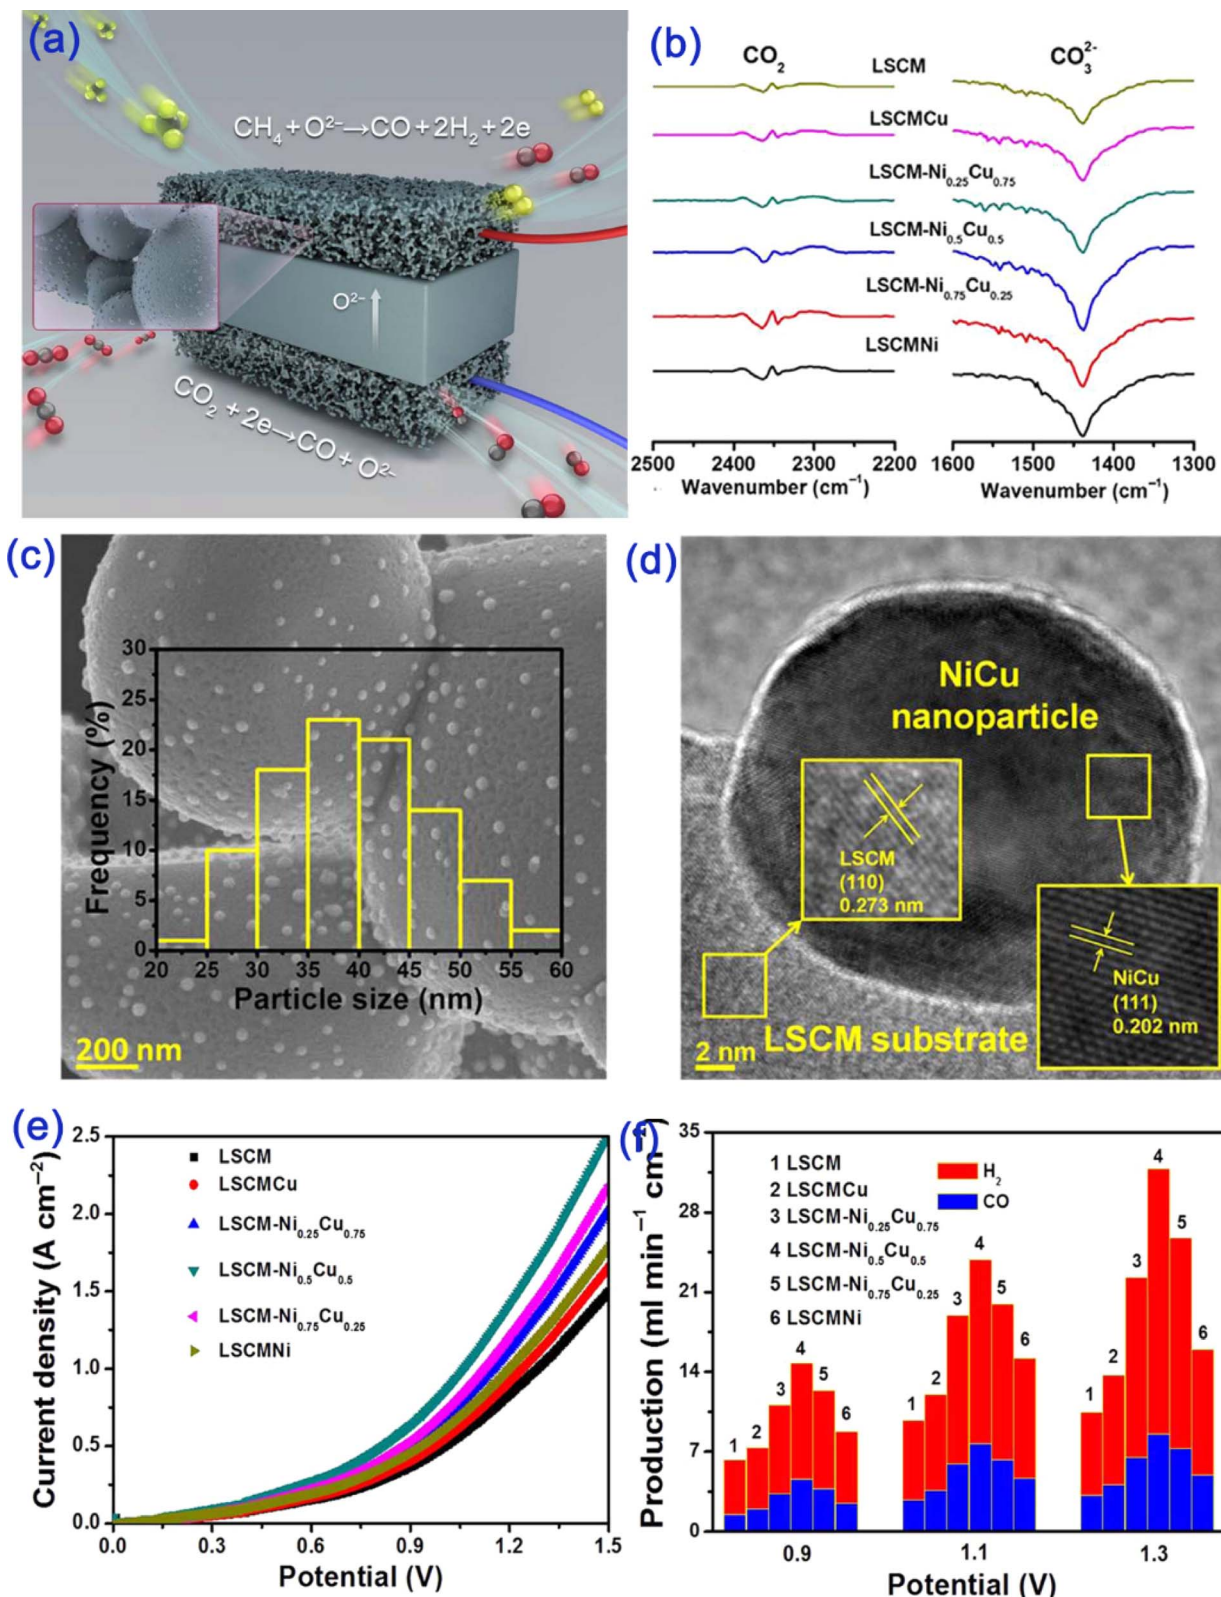 (a)
CH₄ + O²⁻→CO + 2H₂ + 2e
O²⁻
CO₂ + 2e→CO + O²⁻
(b)
CO₂
LSCM
CO₃²⁻
LSCMCu
LSCM-Ni₀.₂₅Cu₀.₇₅
LSCM-Ni₀.₅Cu₀.₅
LSCM-Ni₀.₇₅Cu₀.₂₅
LSCMNi
2500 2400 2300 2200
1600 1500 1400 1300
Wavenumber (cm⁻¹)
Wavenumber (cm⁻¹)
(c)
30
25
20
15
10
5
0
Frequency (%)
20 25 30 35 40 45 50 55 60
Particle size (nm)
200 nm
(d)
NiCu
nanoparticle
LSCM
(110)
0.273 nm
NiCu
(111)
0.202 nm
LSCM substrate
2 nm
(e)
2.5
2.0
1.5
1.0
0.5
0.0
Current density (A cm⁻²)
LSCM
LSCMCu
LSCM-Ni₀.₂₅Cu₀.₇₅
LSCM-Ni₀.₅Cu₀.₅
LSCM-Ni₀.₇₅Cu₀.₂₅
LSCMNi
0.0 0.3 0.6 0.9 1.2 1.5
Potential (V)
(f)
35
28
21
14
7
0
Production (ml min⁻¹ cm⁻²)
1 LSCM
2 LSCMCu
3 LSCM-Ni₀.₂₅Cu₀.₇₅
4 LSCM-Ni₀.₅Cu₀.₅
5 LSCM-Ni₀.₇₅Cu₀.₂₅
6 LSCMNi
H₂
CO
1 2 3 4 5 6
1 2 3 4 5 6
1 2 3 4 5 6
0.9 1.1 1.3
Potential (V)